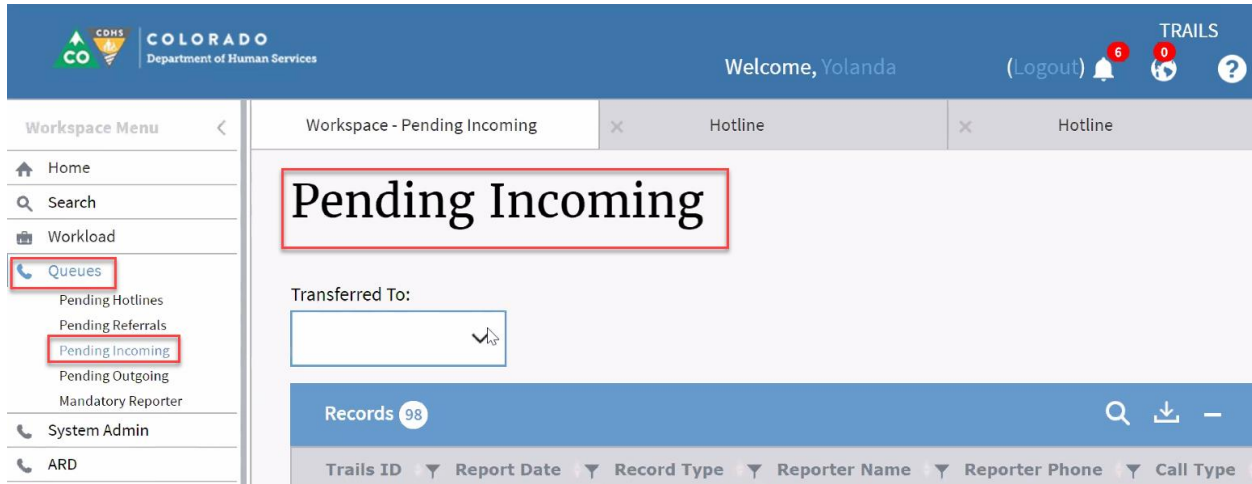 TRAILS
CDHS
CO
COLORADO
Department of Human Services
Welcome, Yolanda
(Logout)
6
0
?
Workspace Menu
Workspace - Pending Incoming
Hotline
Hotline
Home
Search
Workload
Queues
Pending Hotlines
Pending Referrals
Pending Incoming
Pending Outgoing
Mandatory Reporter
System Admin
ARD
Pending Incoming
Transferred To:
Records 98
Trails ID Report Date Record Type Reporter Name Reporter Phone Call Type